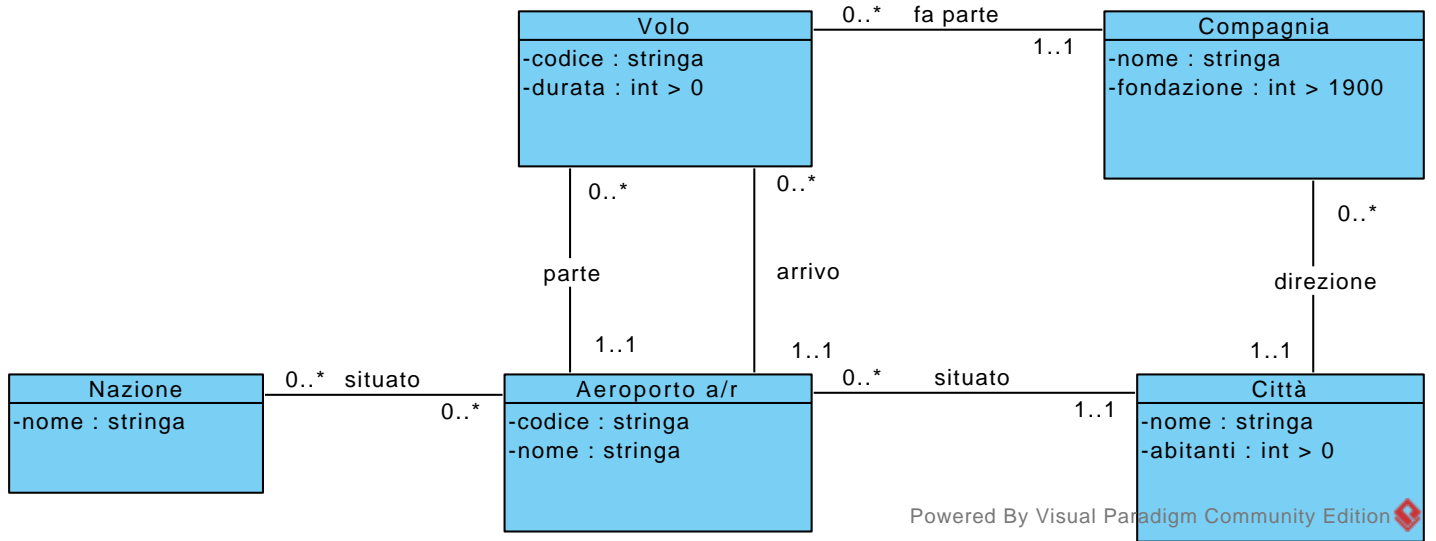 Volo
-codice : stringa
-durata : int > 0
0..* fa parte
1..1
Compagnia
-nome : stringa
-fondazione : int > 1900
0..*
0..*
0..*
parte
arrivo
direzione
1..1
1..1
1..1
Nazione
-nome : stringa
0..* situato
0..*
Aeroporto a/r
-codice : stringa
-nome : stringa
0..* situato
1..1
Città
-nome : stringa
-abitanti : int > 0
Powered By Visual Paradigm Community Edition